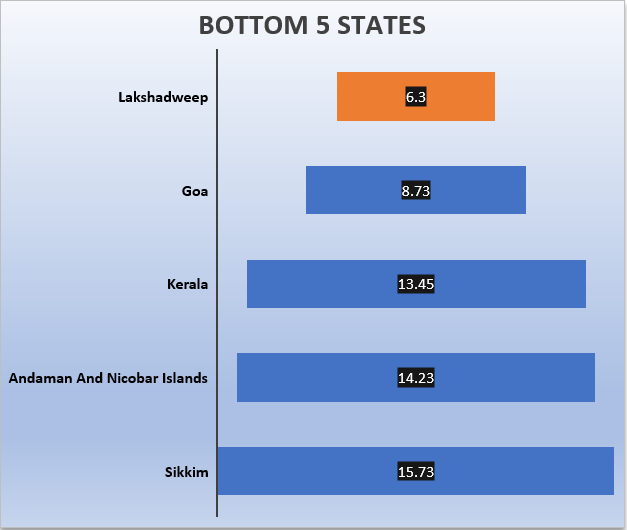 BOTTOM 5 STATES
Lakshadweep 6.3
Goa 8.73
Kerala 13.45
Andaman And Nicobar Islands 14.23
Sikkim 15.73